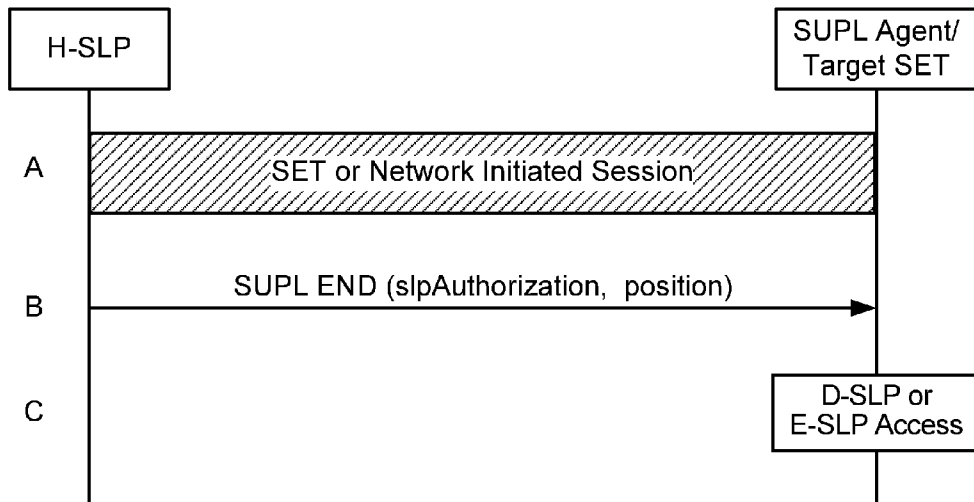 H-SLP
SUPL Agent/
Target SET
A
SET or Network Initiated Session
B
SUPL END (slpAuthorization, position)
C
D-SLP or
E-SLP Access